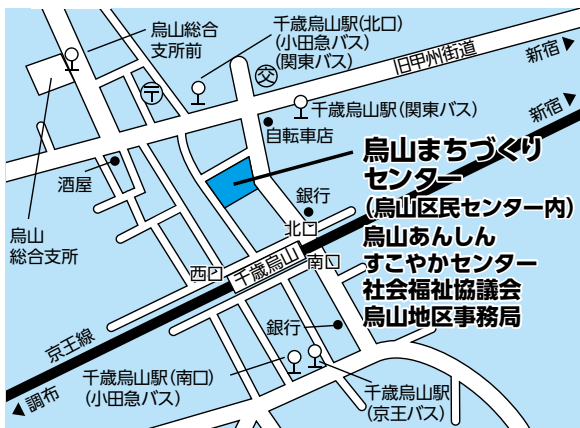 烏山総合
支所前
千歳烏山駅(北口)
(小田急バス)
(関東バス)
旧甲州街道
新宿
交
〒
千歳烏山駅(関東バス)
新宿
自転車店
烏山まちづくり
センター
(烏山区民センター内)
烏山あんしん
すこやかセンター
社会福祉協議会
烏山地区事務局
酒屋
銀行
烏山
総合支所
北口
西口
千歳烏山
南口
京王線
銀行
千歳烏山駅(南口)
(小田急バス)
千歳烏山駅
(京王バス)
調布